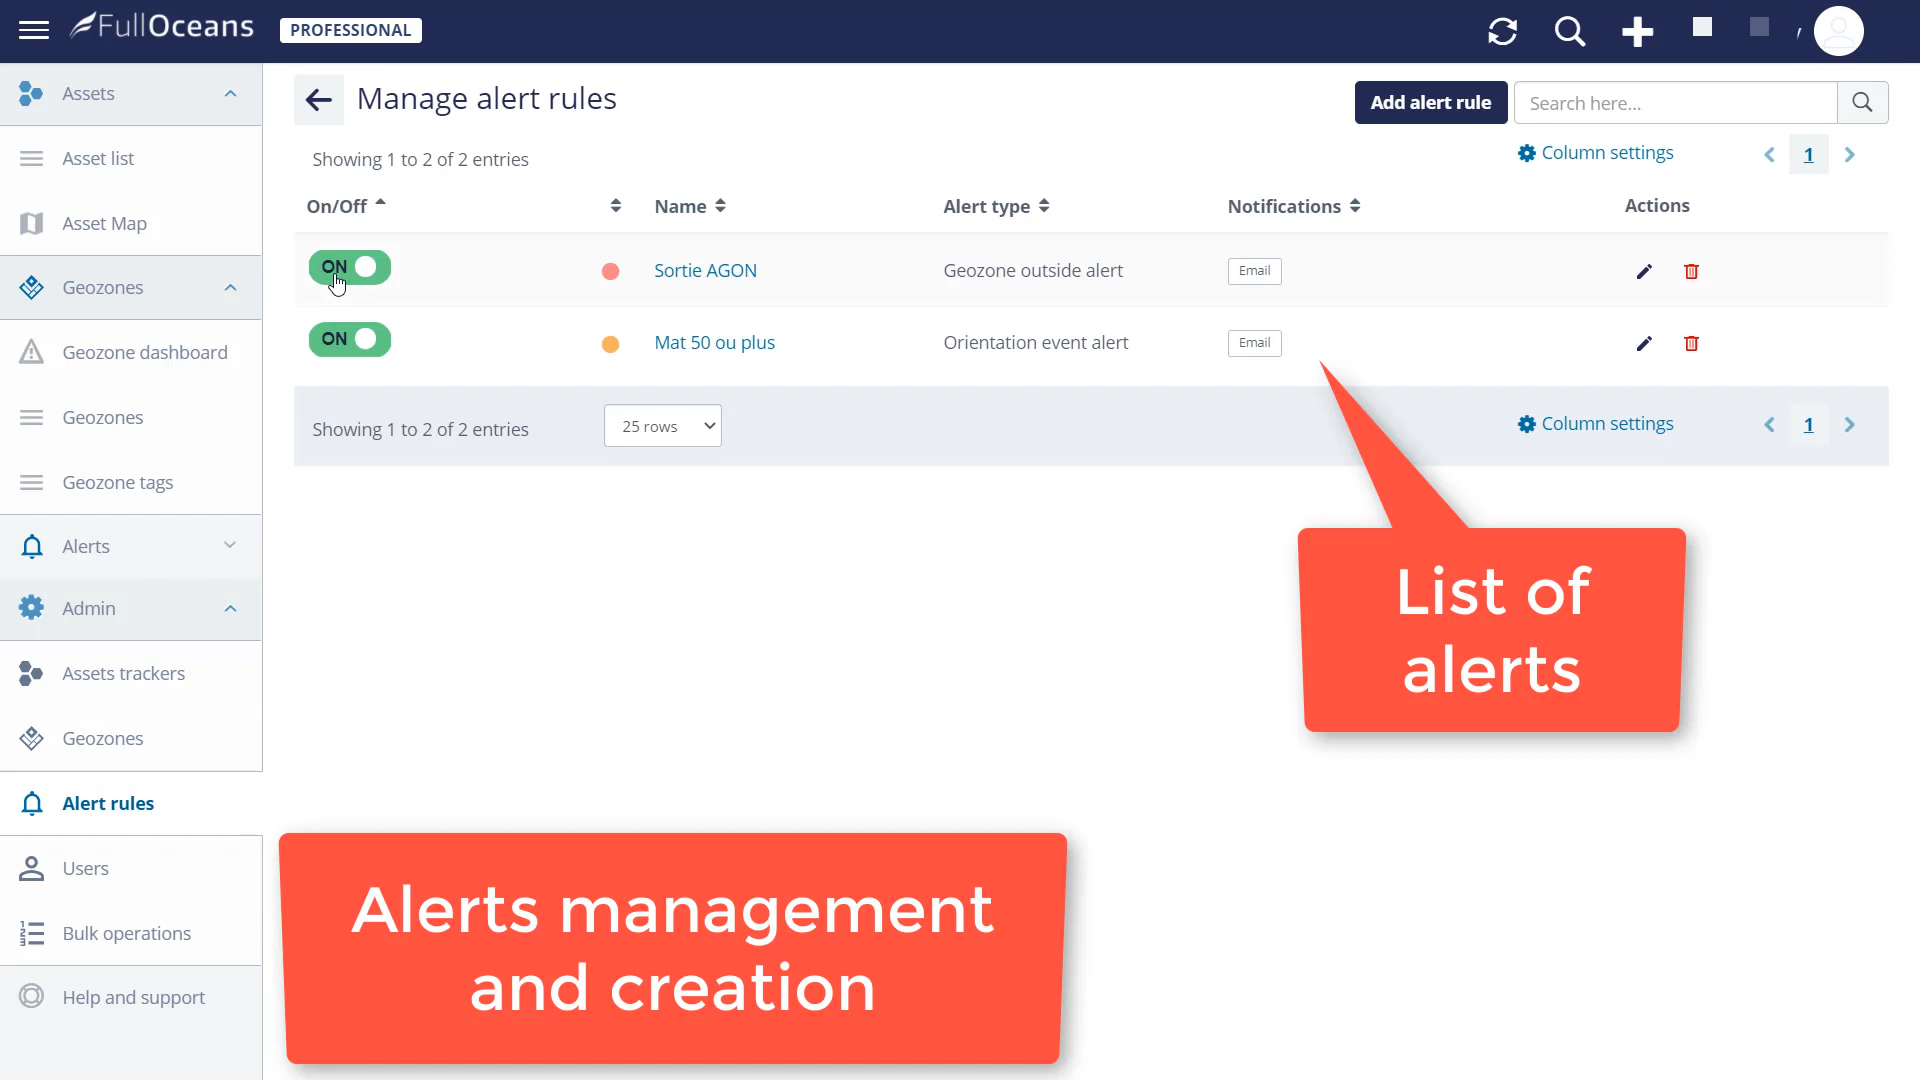 FullOceans
PROFESSIONAL
Assets
Asset list
Asset Map
Geozones
Geozone dashboard
Geozones
Geozone tags
Alerts
Admin
Assets trackers
Geozones
Alert rules
Users
Bulk operations
Help and support
Manage alert rules
Add alert rule
Search here...
Showing 1 to 2 of 2 entries
Column settings
1
On/Off Name Alert type Notifications Actions
ON Sortie AGON Geozone outside alert Email
ON Mat 50 ou plus Orientation event alert Email
Showing 1 to 2 of 2 entries
25 rows
Column settings
1
List of
alerts
Alerts management
and creation